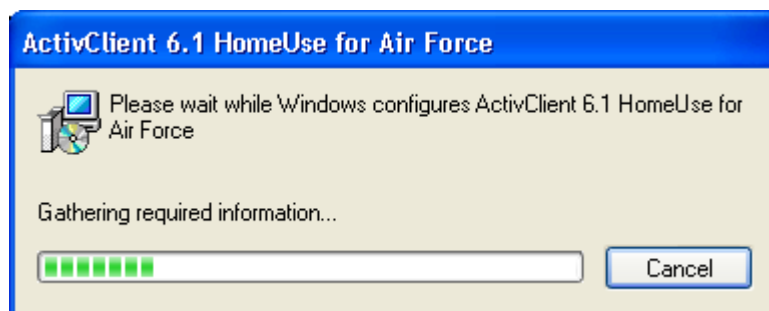 ActivClient 6.1 HomeUse for Air Force
Please wait while Windows configures ActivClient 6.1 HomeUse for
Air Force
Gathering required information...
Cancel